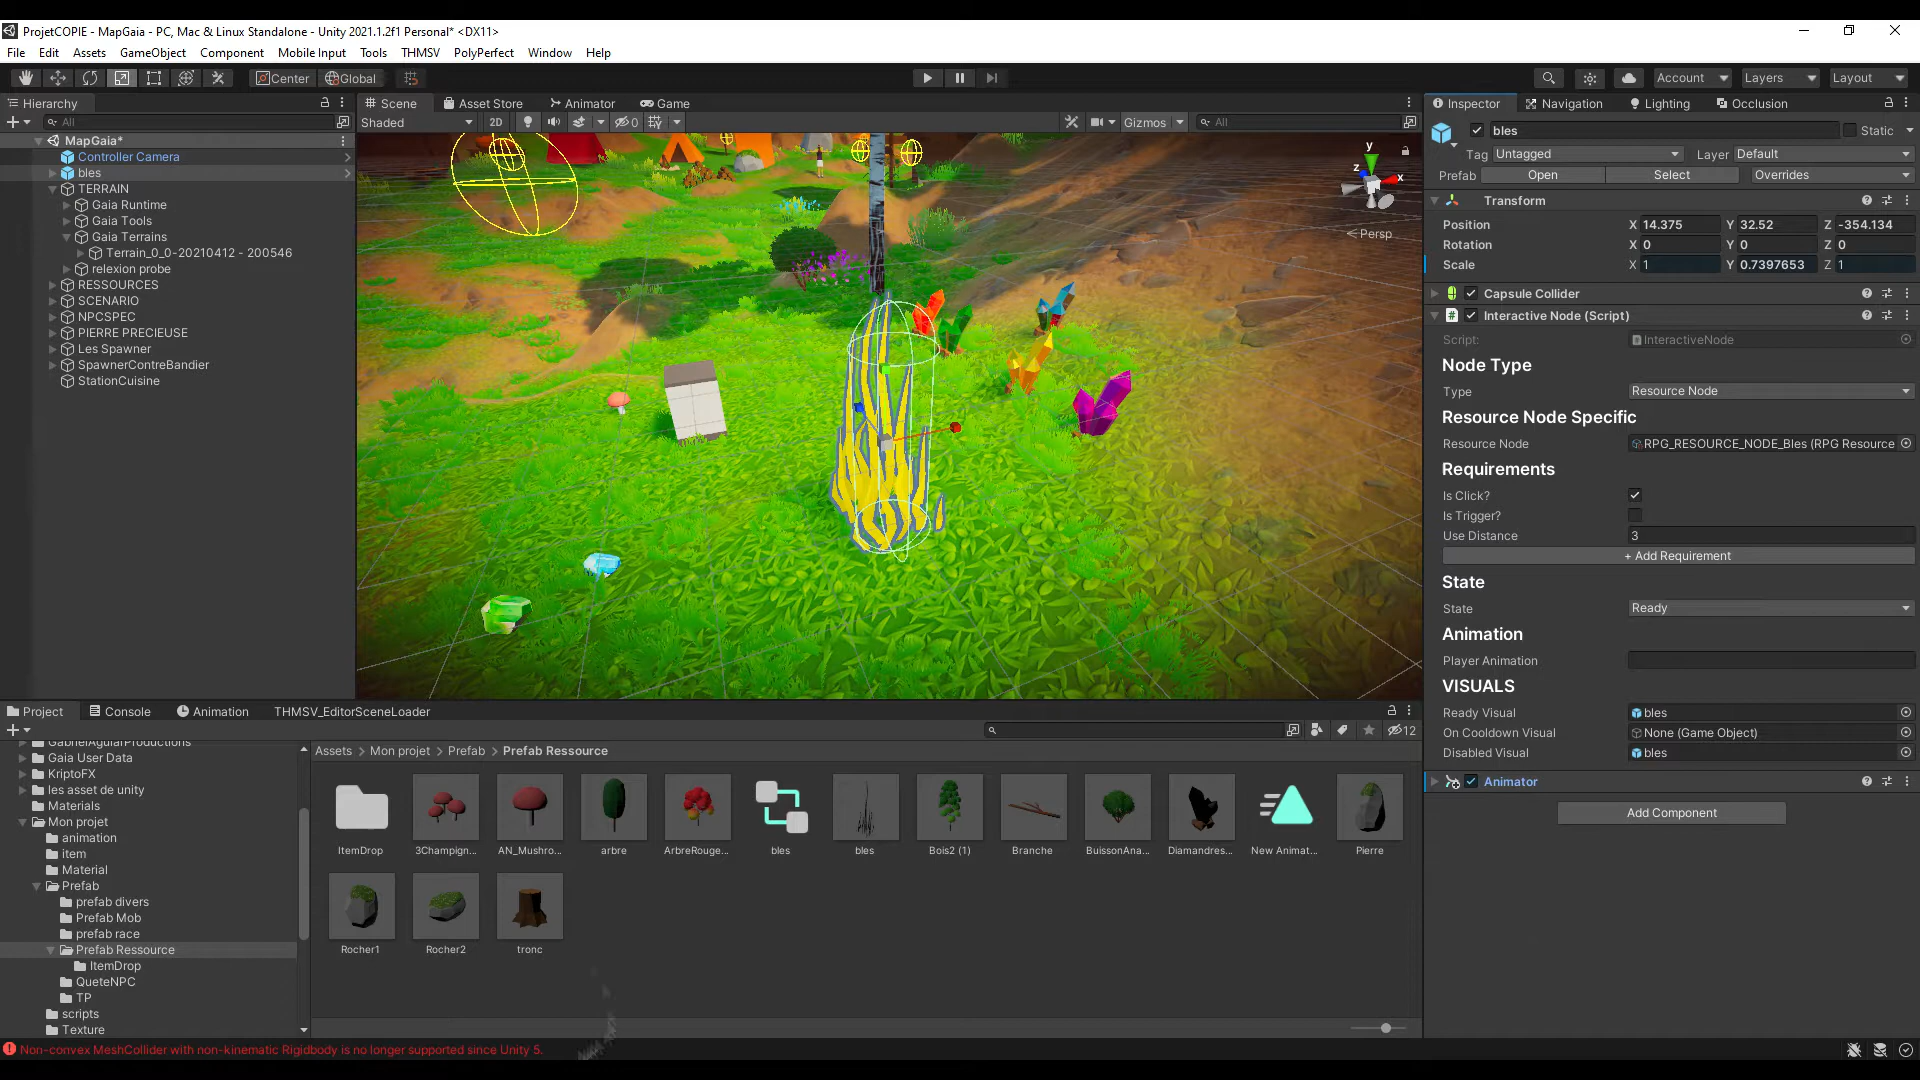 ProjetCOPIE - MapGaia - PC, Mac & Linux Standalone - Unity 2021.1.2f1 Personal* <DX11>
File Edit Assets GameObject Component Mobile Input Tools THMSV PolyPerfect Window Help
Center Global Account Layers Layout
Hierarchy
All
MapGaia*
Controller Camera
bles
TERRAIN
Gaia Runtime
Gaia Tools
Gaia Terrains
Terrain_0_0-20210412 - 200546
relexion probe
RESSOURCES
SCENARIO
NPCSPEC
PIERRE PRECIEUSE
Les Spawner
SpawnerContreBandier
StationCuisine
Scene Asset Store Animator Game
Shaded 2D 0 Gizmos All
y
z x
Persp
Inspector Navigation Lighting Occlusion
bles Static
Tag Untagged Layer Default
Prefab Open Select Overrides
Transform
Position X 14.375 Y 32.52 Z -354.134
Rotation X 0 Y 0 Z 0
Scale X 1 Y 0.7397653 Z 1
Capsule Collider
Interactive Node (Script)
Script: InteractiveNode
Node Type
Type Resource Node
Resource Node Specific
Resource Node RPG_RESOURCE_NODE_Bles (RPG Resource
Requirements
Is Click?
Is Trigger?
Use Distance 3
+ Add Requirement
State
State Ready
Animation
Player Animation
VISUALS
Ready Visual bles
On Cooldown Visual None (Game Object)
Disabled Visual bles
Animator
Add Component
Project Console Animation THMSV_EditorSceneLoader
12
GabrielAguiarProductions
Gaia User Data
KriptoFX
les asset de unity
Materials
Mon projet
animation
item
Material
Prefab
prefab divers
Prefab Mob
prefab race
Prefab Ressource
ItemDrop
QueteNPC
TP
scripts
Texture
Assets > Mon projet > Prefab > Prefab Ressource
ItemDrop 3Champign... AN_Mushro... arbre ArbreRouge... bles bles Bois2 (1) Branche BuissonAna... Diamandres... New Animat... Pierre
Rocher1 Rocher2 tronc
Non-convex MeshCollider with non-kinematic Rigidbody is no longer supported since Unity 5.